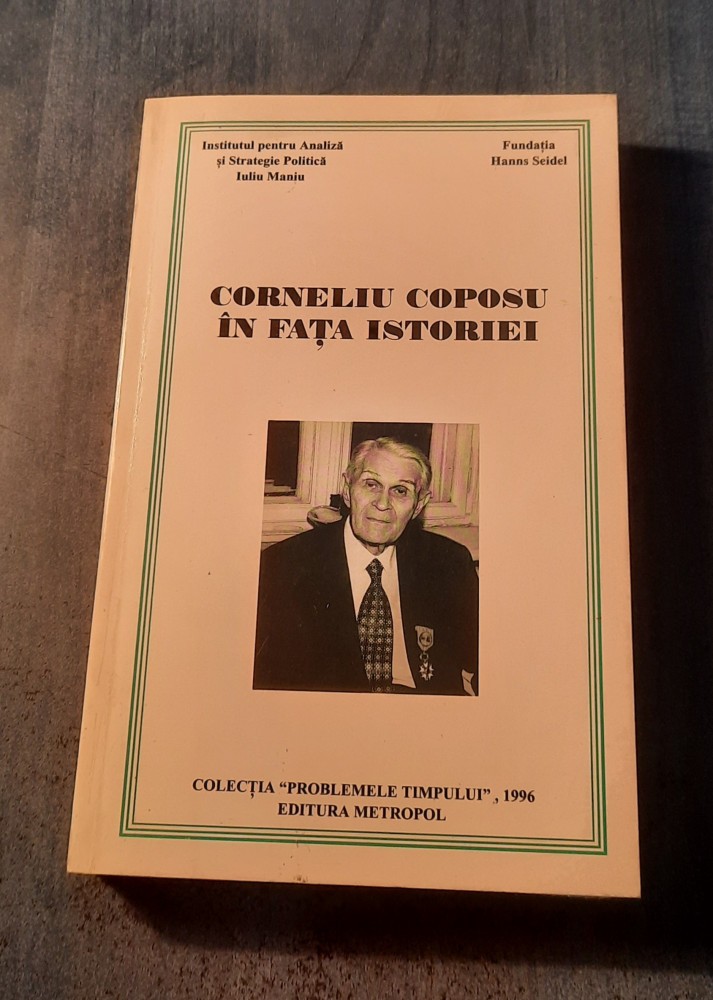 Institutul pentru Analiză
și Strategie Politică
Iuliu Maniu
Fundația
Hanns Seidel
CORNELIU COPOSU
ÎN FAȚA ISTORIEI
COLECȚIA “PROBLEMELE TIMPULUI”, 1996
EDITURA METROPOL